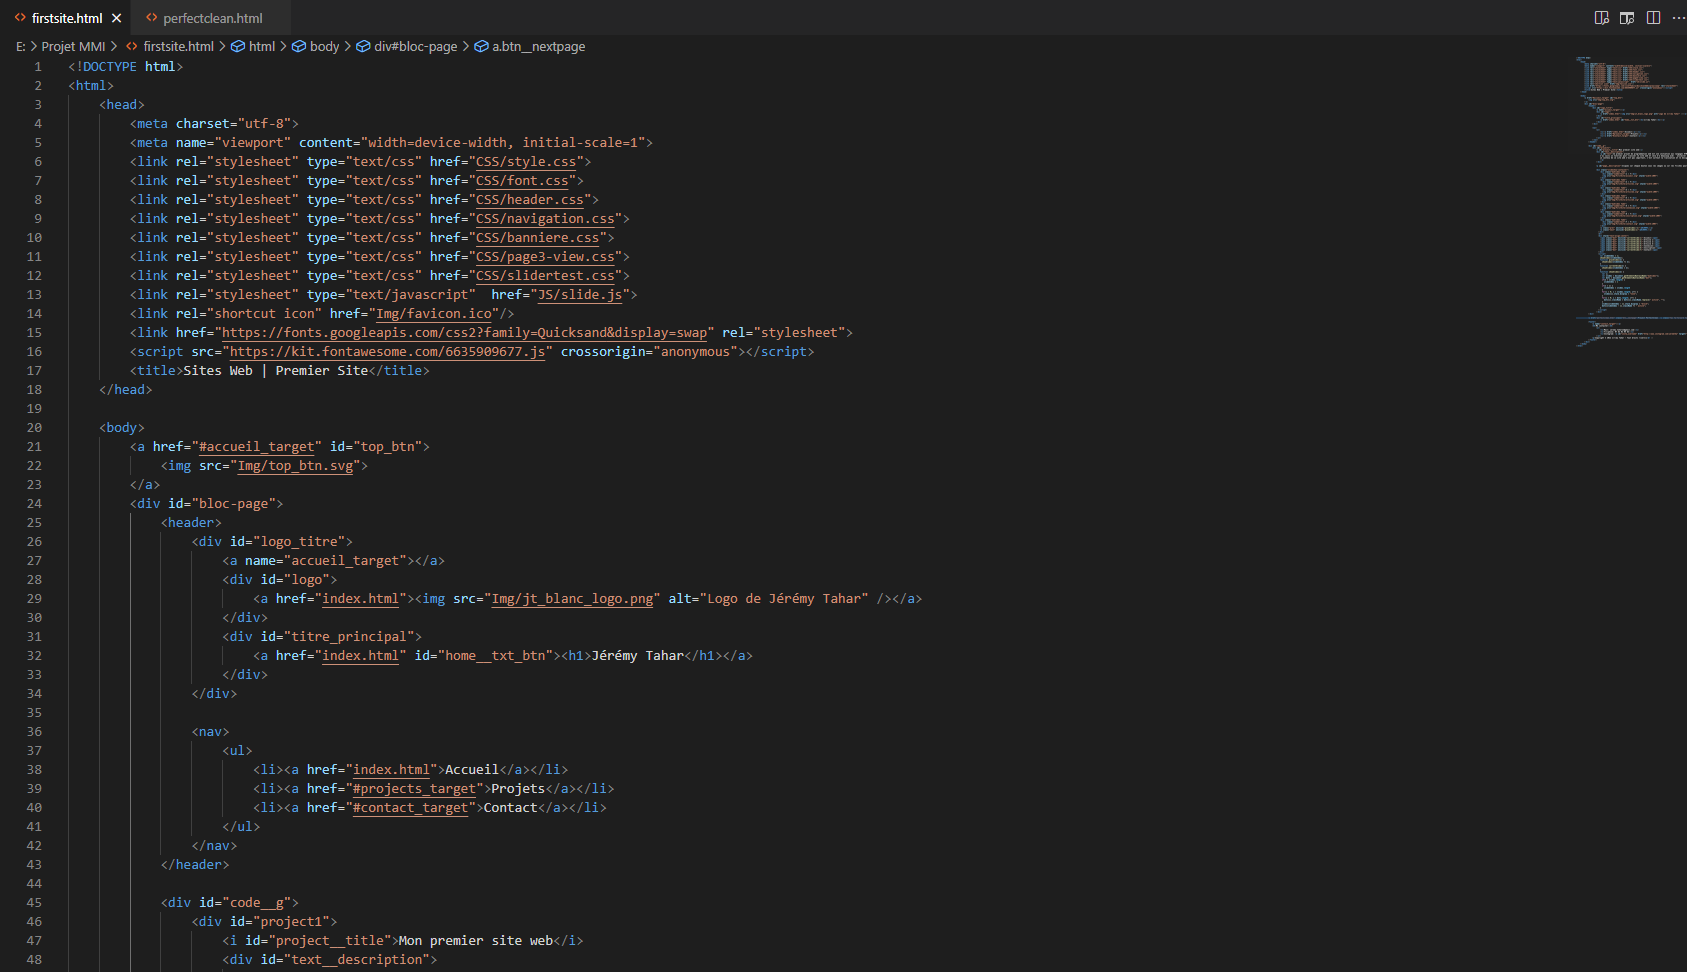 firstsite.html
perfectclean.html
E: > Projet MMI > firstsite.html > html > body > div#bloc-page > a.btn__nextpage
1 <!DOCTYPE html>
2 <html>
3 <head>
4 <meta charset="utf-8">
5 <meta name="viewport" content="width=device-width, initial-scale=1">
6 <link rel="stylesheet" type="text/css" href="CSS/style.css">
7 <link rel="stylesheet" type="text/css" href="CSS/font.css">
8 <link rel="stylesheet" type="text/css" href="CSS/header.css">
9 <link rel="stylesheet" type="text/css" href="CSS/navigation.css">
10 <link rel="stylesheet" type="text/css" href="CSS/banniere.css">
11 <link rel="stylesheet" type="text/css" href="CSS/page3-view.css">
12 <link rel="stylesheet" type="text/css" href="CSS/slidertest.css">
13 <link rel="stylesheet" type="text/javascript"  href="JS/slide.js">
14 <link rel="shortcut icon" href="Img/favicon.ico"/>
15 <link href="https://fonts.googleapis.com/css2?family=Quicksand&display=swap" rel="stylesheet">
16 <script src="https://kit.fontawesome.com/6635909677.js" crossorigin="anonymous"></script>
17 <title>Sites Web | Premier Site</title>
18 </head>
19
20 <body>
21 <a href="#accueil_target" id="top_btn">
22 <img src="Img/top_btn.svg">
23 </a>
24 <div id="bloc-page">
25 <header>
26 <div id="logo_titre">
27 <a name="accueil_target"></a>
28 <div id="logo">
29 <a href="index.html"><img src="Img/jt_blanc_logo.png" alt="Logo de Jérémy Tahar" /></a>
30 </div>
31 <div id="titre_principal">
32 <a href="index.html" id="home__txt_btn"><h1>Jérémy Tahar</h1></a>
33 </div>
34 </div>
35
36 <nav>
37 <ul>
38 <li><a href="index.html">Accueil</a></li>
39 <li><a href="#projects_target">Projets</a></li>
40 <li><a href="#contact_target">Contact</a></li>
41 </ul>
42 </nav>
43 </header>
44
45 <div id="code__g">
46 <div id="project1">
47 <i id="project__title">Mon premier site web</i>
48 <div id="text__description">